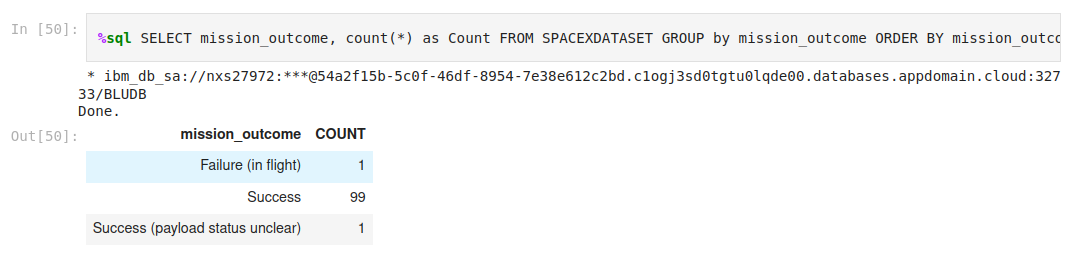 In [50]:
%sql SELECT mission_outcome, count(*) as Count FROM SPACEXDATASET GROUP by mission_outcome ORDER BY mission_outco
* ibm_db_sa://nxs27972:***@54a2f15b-5c0f-46df-8954-7e38e612c2bd.c1ogj3sd0tgtu0lqde00.databases.appdomain.cloud:327
33/BLUDB
Done.
Out[50]:
mission_outcome COUNT
Failure (in flight) 1
Success 99
Success (payload status unclear) 1